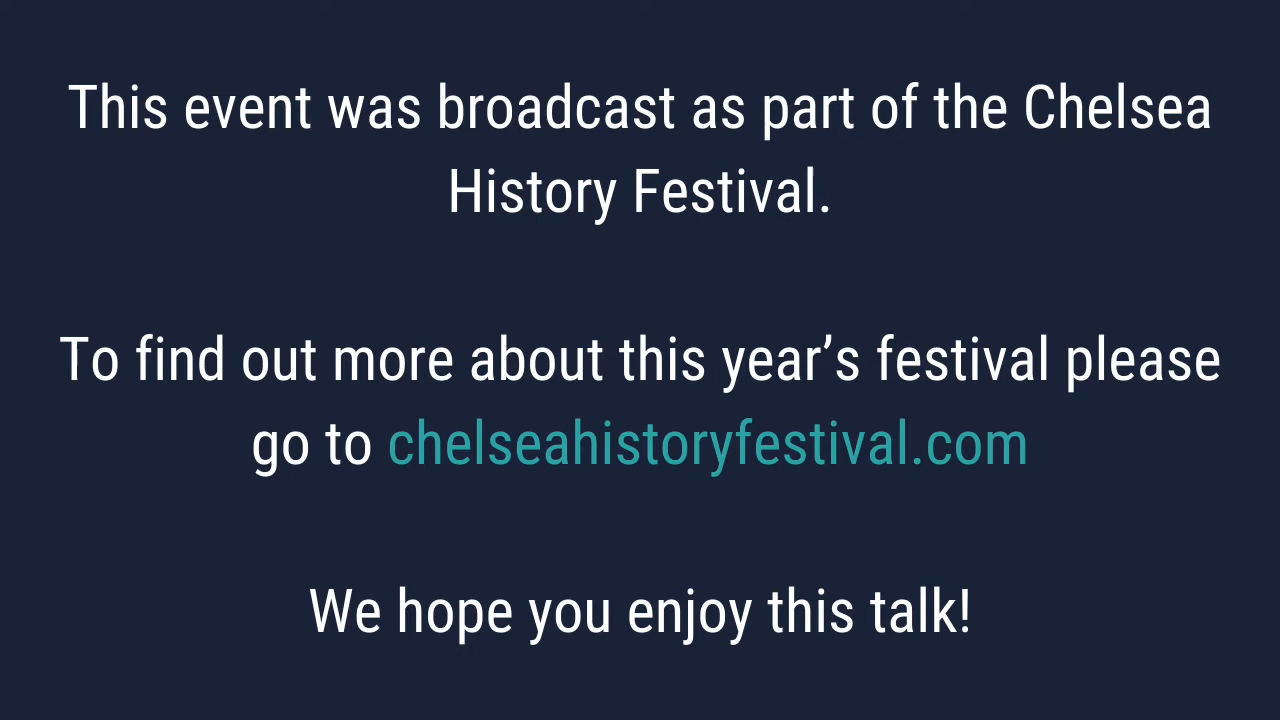 This event was broadcast as part of the Chelsea
History Festival.
To find out more about this year’s festival please
go to chelseahistoryfestival.com
We hope you enjoy this talk!